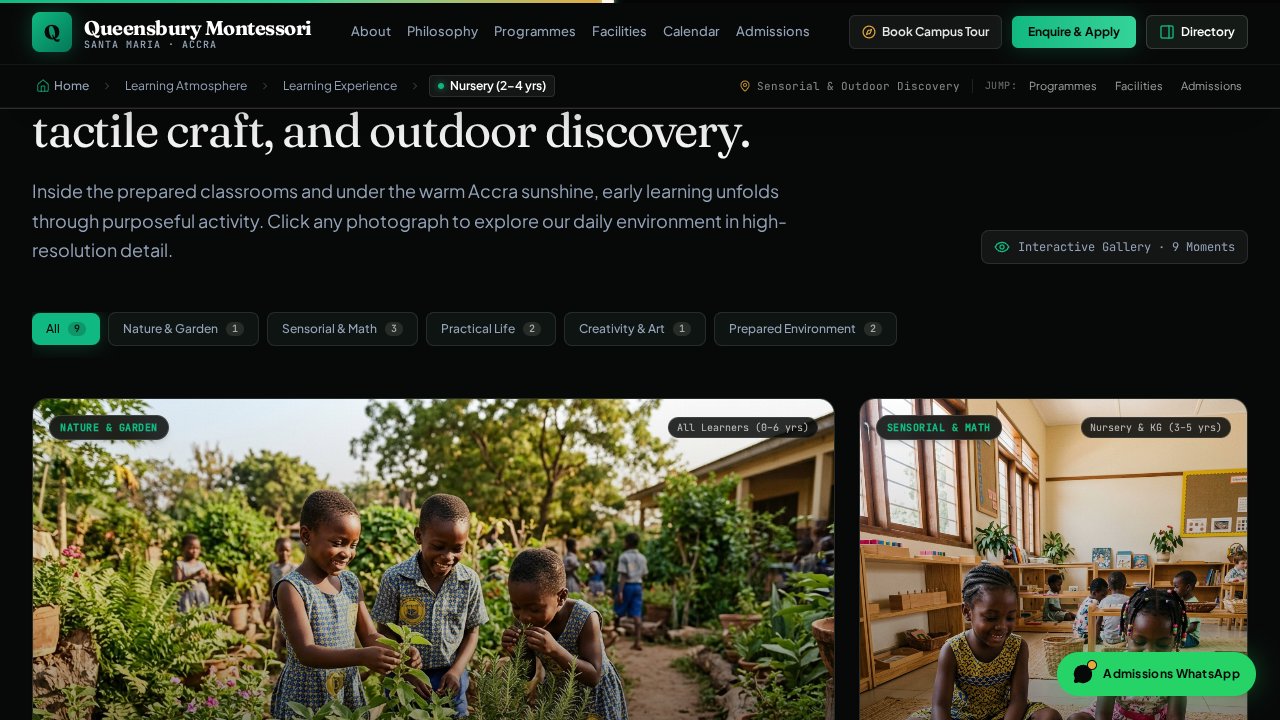 Q
Queensbury Montessori
SANTA MARIA · ACCRA
About
Philosophy
Programmes
Facilities
Calendar
Admissions
Book Campus Tour
Enquire & Apply
Directory
Home
Learning Atmosphere
Learning Experience
Nursery (2–4 yrs)
Sensorial & Outdoor Discovery
JUMP:
Programmes
Facilities
Admissions
tactile craft, and outdoor discovery.
Inside the prepared classrooms and under the warm Accra sunshine, early learning unfolds
through purposeful activity. Click any photograph to explore our daily environment in high-
resolution detail.
Interactive Gallery · 9 Moments
All 9
Nature & Garden 1
Sensorial & Math 3
Practical Life 2
Creativity & Art 1
Prepared Environment 2
NATURE & GARDEN
All Learners (0–6 yrs)
SENSORIAL & MATH
Nursery & KG (3–5 yrs)
Admissions WhatsApp